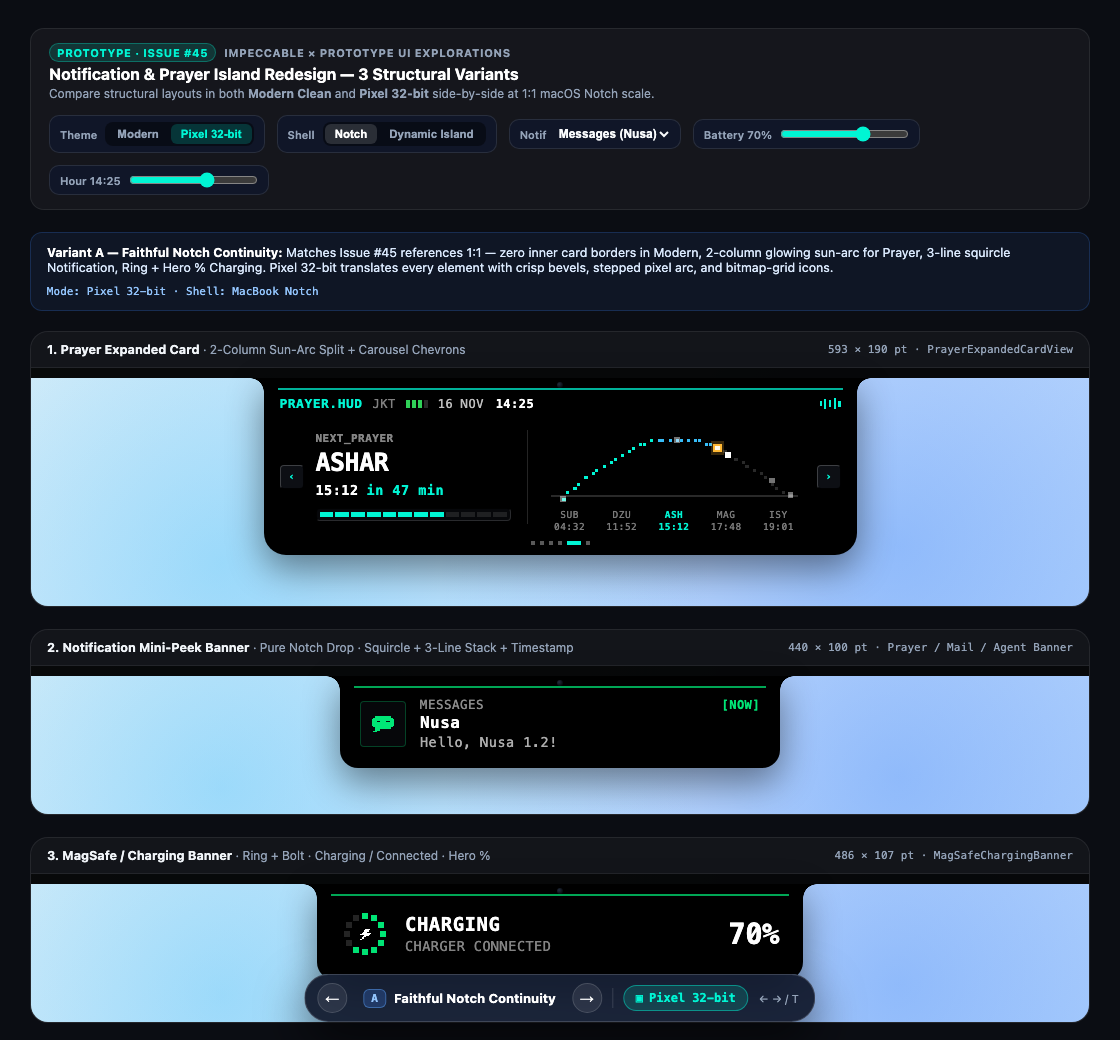 PROTOTYPE · ISSUE #45 IMPECCABLE × PROTOTYPE UI EXPLORATIONS
Notification & Prayer Island Redesign — 3 Structural Variants
Compare structural layouts in both Modern Clean and Pixel 32-bit side-by-side at 1:1 macOS Notch scale.
Theme Modern Pixel 32-bit Shell Notch Dynamic Island Notif Messages (Nusa) Battery 70%
Hour 14:25
Variant A — Faithful Notch Continuity: Matches Issue #45 references 1:1 — zero inner card borders in Modern, 2-column glowing sun-arc for Prayer, 3-line squircle
Notification, Ring + Hero % Charging. Pixel 32-bit translates every element with crisp bevels, stepped pixel arc, and bitmap-grid icons.
Mode: Pixel 32-bit · Shell: MacBook Notch
1. Prayer Expanded Card · 2-Column Sun-Arc Split + Carousel Chevrons 593 × 190 pt · PrayerExpandedCardView
PRAYER.HUD JKT 16 NOV 14:25
NEXT_PRAYER
ASHAR
15:12 in 47 min
‹ ›
SUB DZU ASH MAG ISY
04:32 11:52 15:12 17:48 19:01
2. Notification Mini-Peek Banner · Pure Notch Drop · Squircle + 3-Line Stack + Timestamp 440 × 100 pt · Prayer / Mail / Agent Banner
MESSAGES [NOW]
Nusa
Hello, Nusa 1.2!
3. MagSafe / Charging Banner · Ring + Bolt · Charging / Connected · Hero % 486 × 107 pt · MagSafeChargingBanner
CHARGING 70%
CHARGER CONNECTED
← A Faithful Notch Continuity → ▣ Pixel 32-bit ← → / T